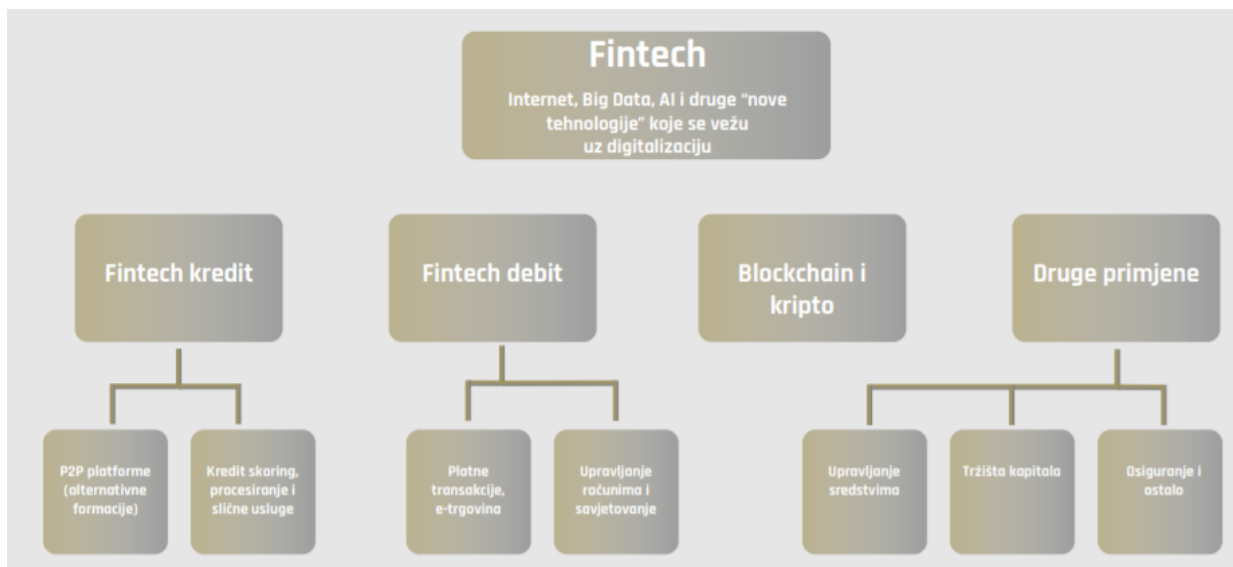 Fintech
Internet, Big Data, AI i druge “nove
tehnologije” koje se vežu
uz digitalizaciju
Fintech kredit
Fintech debit
Blockchain i
kripto
Druge primjene
P2P platforme
(alternativne
formacije)
Kredit skoring,
procesiranje i
slične usluge
Platne
transakcije,
e-trgovina
Upravljanje
računima i
savjetovanje
Upravljanje
sredstvima
Tržišta kapitala
Osiguranje i
ostalo